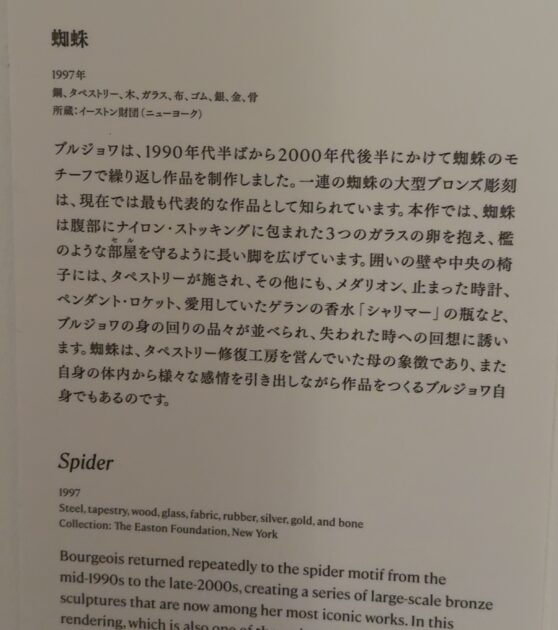 蜘蛛
1997年
鋼、タペストリー、木、ガラス、布、ゴム、銀、金、骨
所蔵：イーストン財団（ニューヨーク）
ブルジョワは、1990年代半ばから2000年代後半にかけて蜘蛛のモ
チーフで繰り返し作品を制作しました。一連の蜘蛛の大型ブロンズ彫刻
は、現在では最も代表的な作品として知られています。本作では、蜘蛛
は腹部にナイロン・ストッキングに包まれた3つのガラスの卵を抱え、檻
のような部屋を守るように長い脚を広げています。囲いの壁や中央の椅
セル
子には、タペストリーが施され、その他にも、メダリオン、止まった時計、
ペンダント・ロケット、愛用していたゲランの香水「シャリマー」の瓶など、
ブルジョワの身の回りの品々が並べられ、失われた時への回想に誘い
ます。蜘蛛は、タペストリー修復工房を営んでいた母の象徴であり、また
自身の体内から様々な感情を引き出しながら作品をつくるブルジョワ自
身でもあるのです。
Spider
1997
Steel, tapestry, wood, glass, fabric, rubber, silver, gold, and bone
Collection: The Easton Foundation, New York
Bourgeois returned repeatedly to the spider motif from the
mid-1990s to the late-2000s, creating a series of large-scale bronze
sculptures that are now among her most iconic works. In this
rendering, which is also one of